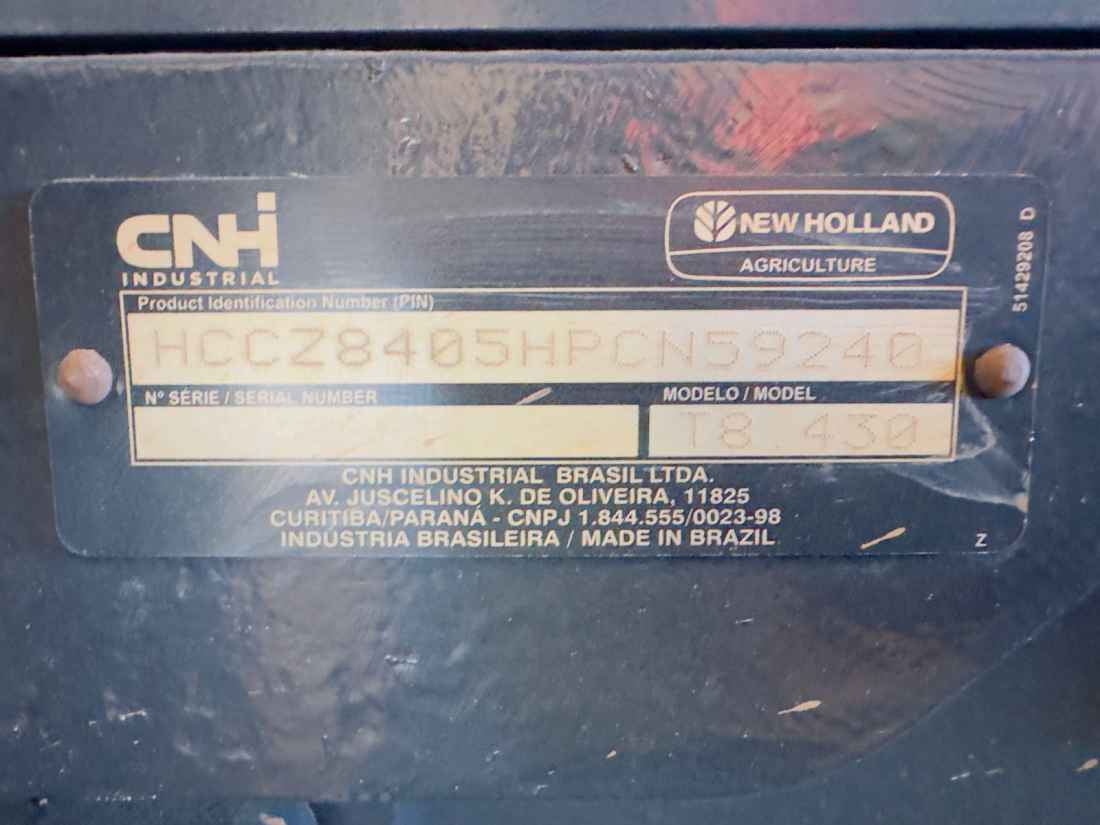 CNH
INDUSTRIAL
NEW HOLLAND
AGRICULTURE
51429208 D
Product Identification Number (PIN)
HCCZ8405HPCN59240
Nº SÉRIE / SERIAL NUMBER
MODELO / MODEL
T8.430
CNH INDUSTRIAL BRASIL LTDA.
AV. JUSCELINO K. DE OLIVEIRA, 11825
CURITIBA/PARANÁ - CNPJ 1.844.555/0023-98
INDÚSTRIA BRASILEIRA / MADE IN BRAZIL
Z